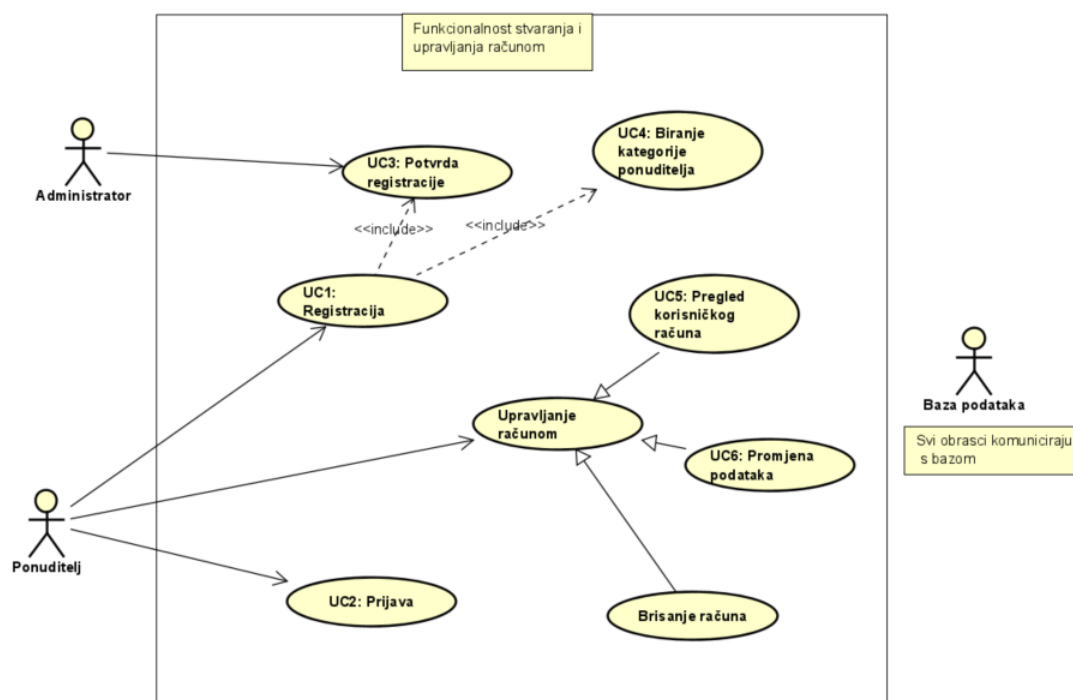 Funkcionalnost stvaranja i
upravljanja računom
Administrator
UC3: Potvrda
registracije
UC4: Biranje
kategorije
ponuditelja
<<include>>
<<include>>
UC1:
Registracija
UC5: Pregled
korisničkog
računa
Baza podataka
Svi obrasci komuniciraju
s bazom
Upravljanje
računom
UC6: Promjena
podataka
Ponuditelj
UC2: Prijava
Brisanje računa